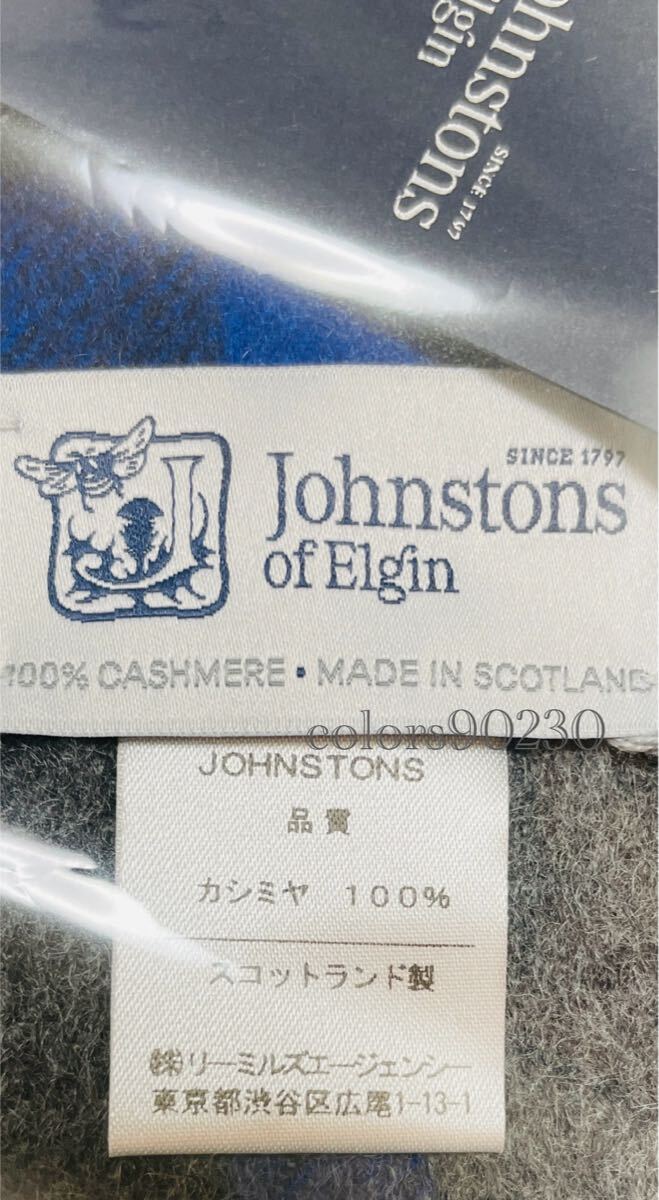 Johnstons
of Elgin
SINCE 1797
SINCE 1797
Johnstons
of Elgin
100% CASHMERE • MADE IN SCOTLAND
colors90230
JOHNSTONS
品質
カシミヤ 100%
スコットランド製
㈱リーミルズエージェンシー
東京都渋谷区広尾1-13-1